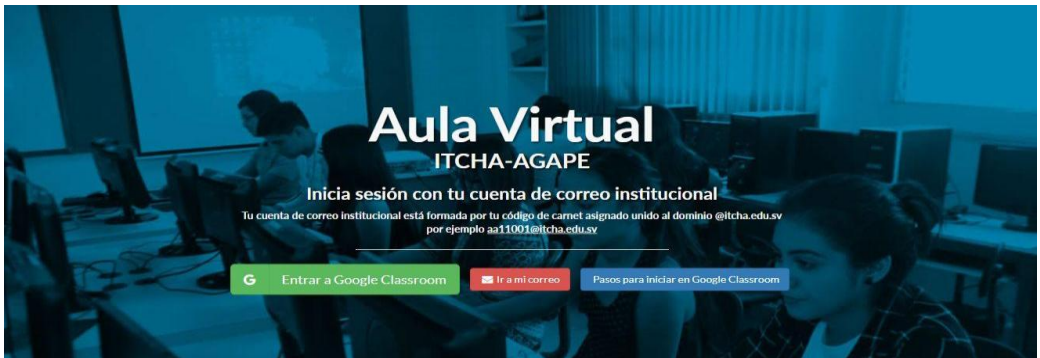 Aula Virtual
ITCHA-AGAPE
Inicia sesión con tu cuenta de correo institucional
Tu cuenta de correo institucional está formada por tu código de carnet asignado unido al dominio @itcha.edu.sv
por ejemplo aa11001@itcha.edu.sv
G Entrar a Google Classroom
Ir a mi correo
Pasos para iniciar en Google Classroom